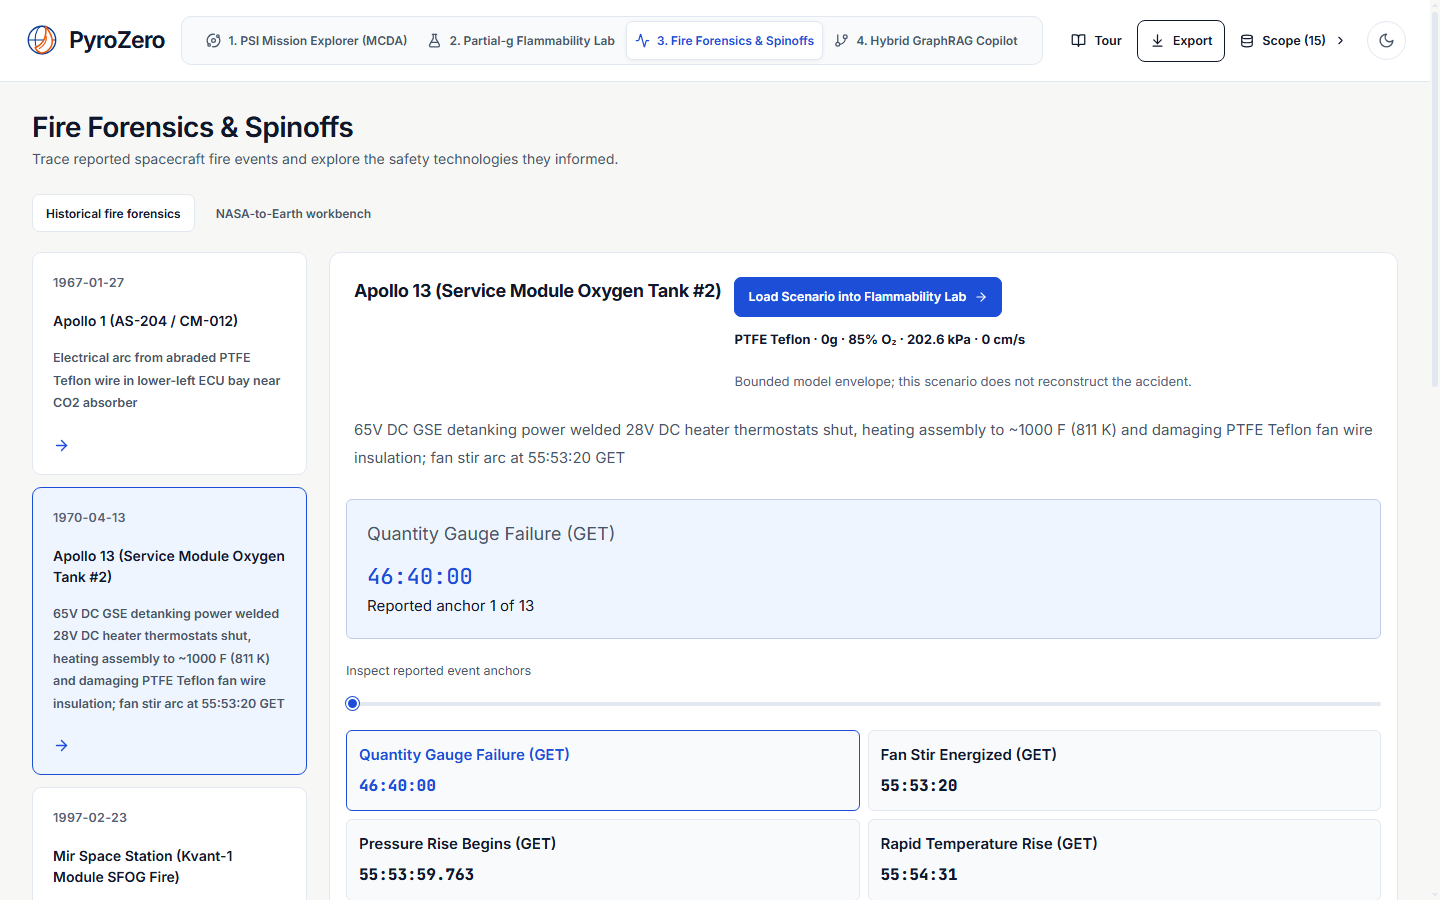 PyroZero
1. PSI Mission Explorer (MCDA)
2. Partial-g Flammability Lab
3. Fire Forensics & Spinoffs
4. Hybrid GraphRAG Copilot
Tour
Export
Scope (15)
Fire Forensics & Spinoffs
Trace reported spacecraft fire events and explore the safety technologies they informed.
Historical fire forensics
NASA-to-Earth workbench
1967-01-27
Apollo 1 (AS-204 / CM-012)
Electrical arc from abraded PTFE
Teflon wire in lower-left ECU bay near
CO2 absorber
1970-04-13
Apollo 13 (Service Module Oxygen
Tank #2)
65V DC GSE detanking power welded
28V DC heater thermostats shut,
heating assembly to ~1000 F (811 K)
and damaging PTFE Teflon fan wire
insulation; fan stir arc at 55:53:20 GET
1997-02-23
Mir Space Station (Kvant-1
Module SFOG Fire)
Apollo 13 (Service Module Oxygen Tank #2)
Load Scenario into Flammability Lab
PTFE Teflon · 0g · 85% O₂ · 202.6 kPa · 0 cm/s
Bounded model envelope; this scenario does not reconstruct the accident.
65V DC GSE detanking power welded 28V DC heater thermostats shut, heating assembly to ~1000 F (811 K) and damaging PTFE Teflon fan wire
insulation; fan stir arc at 55:53:20 GET
Quantity Gauge Failure (GET)
46:40:00
Reported anchor 1 of 13
Inspect reported event anchors
Quantity Gauge Failure (GET)
46:40:00
Fan Stir Energized (GET)
55:53:20
Pressure Rise Begins (GET)
55:53:59.763
Rapid Temperature Rise (GET)
55:54:31